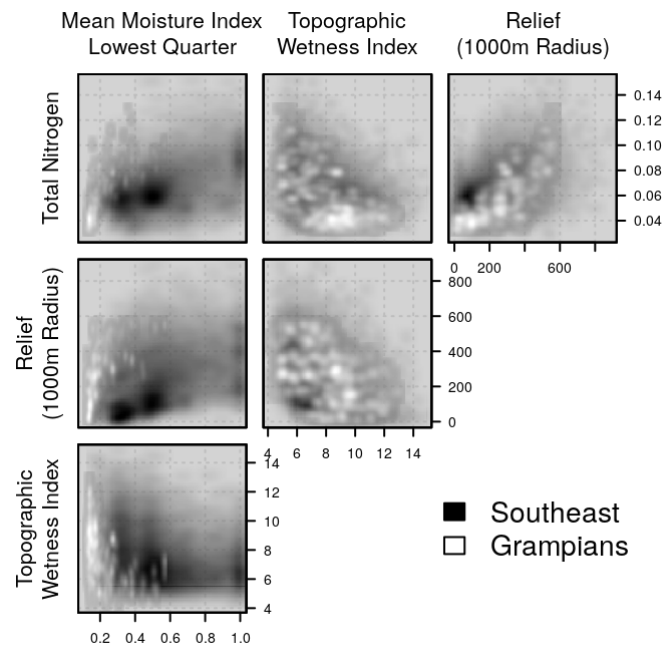 Mean Moisture Index
Lowest Quarter
Topographic
Wetness Index
Relief
(1000m Radius)
Total Nitrogen
0.14
0.12
0.10
0.08
0.06
0.04
0 200 600
Relief
(1000m Radius)
800
600
400
200
0
4 6 8 10 12 14
Topographic
Wetness Index
14
12
10
8
6
4
0.2 0.4 0.6 0.8 1.0
Southeast
Grampians